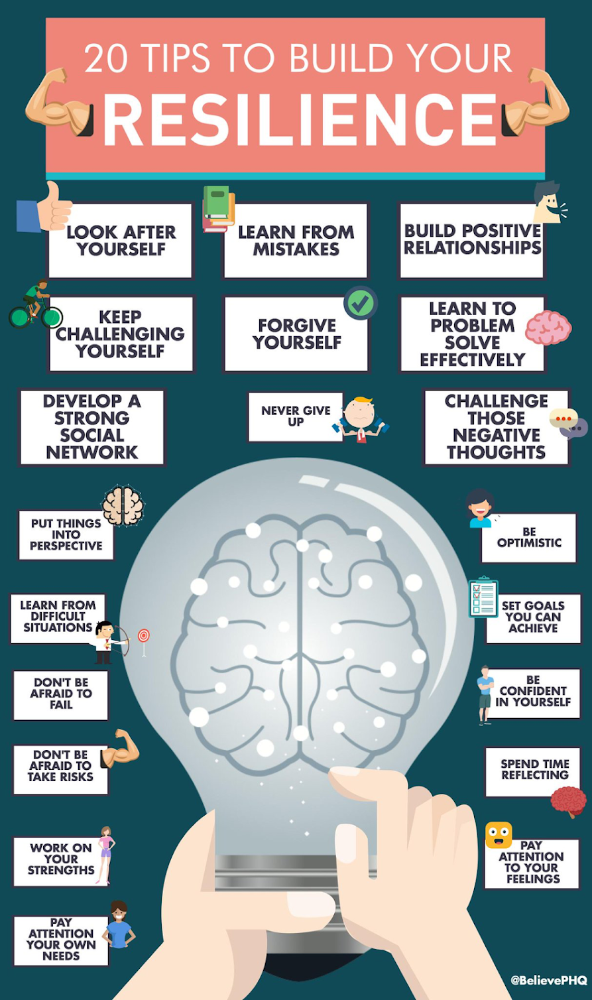 20 TIPS TO BUILD YOUR
RESILIENCE
LOOK AFTER
YOURSELF
LEARN FROM
MISTAKES
BUILD POSITIVE
RELATIONSHIPS
KEEP
CHALLENGING
YOURSELF
FORGIVE
YOURSELF
LEARN TO
PROBLEM
SOLVE
EFFECTIVELY
DEVELOP A
STRONG
SOCIAL
NETWORK
NEVER GIVE
UP
CHALLENGE
THOSE
NEGATIVE
THOUGHTS
PUT THINGS
INTO
PERSPECTIVE
BE
OPTIMISTIC
LEARN FROM
DIFFICULT
SITUATIONS
SET GOALS
YOU CAN
ACHIEVE
DON'T BE
AFRAID TO
FAIL
BE
CONFIDENT
IN YOURSELF
DON'T BE
AFRAID TO
TAKE RISKS
SPEND TIME
REFLECTING
WORK ON
YOUR
STRENGTHS
PAY
ATTENTION
TO YOUR
FEELINGS
PAY
ATTENTION
YOUR OWN
NEEDS
@BelievePHQ